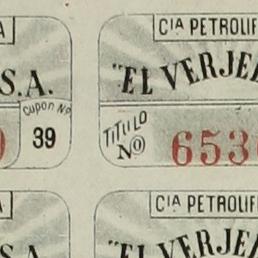 S.A.
Cupon Nº
39
CIA PETROLIF
"EL VERJE
TITULO
Nº
653
CIA PETROLIF
"EL VERJE
S.A.